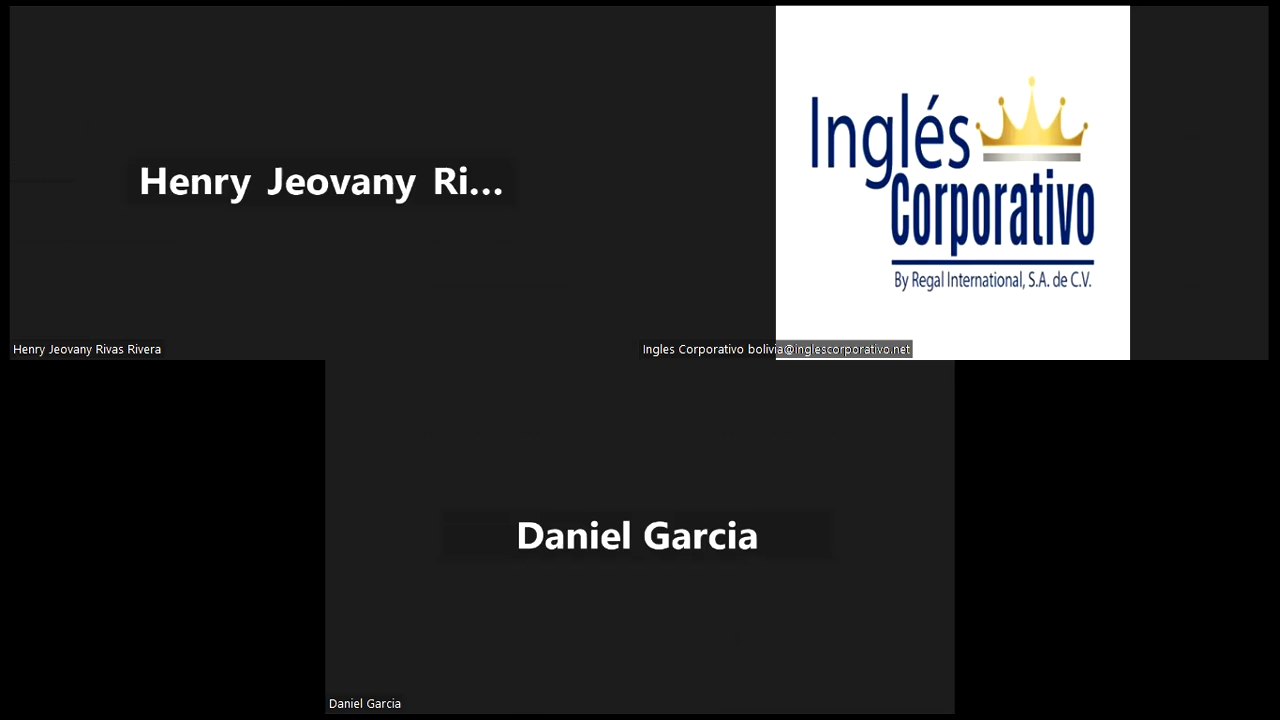 Henry Jeovany Ri...
Henry Jeovany Rivas Rivera
Inglés
Corporativo
By Regal International, S.A. de C.V.
Ingles Corporativo bolivia@inglescorporativo.net
Daniel Garcia
Daniel Garcia